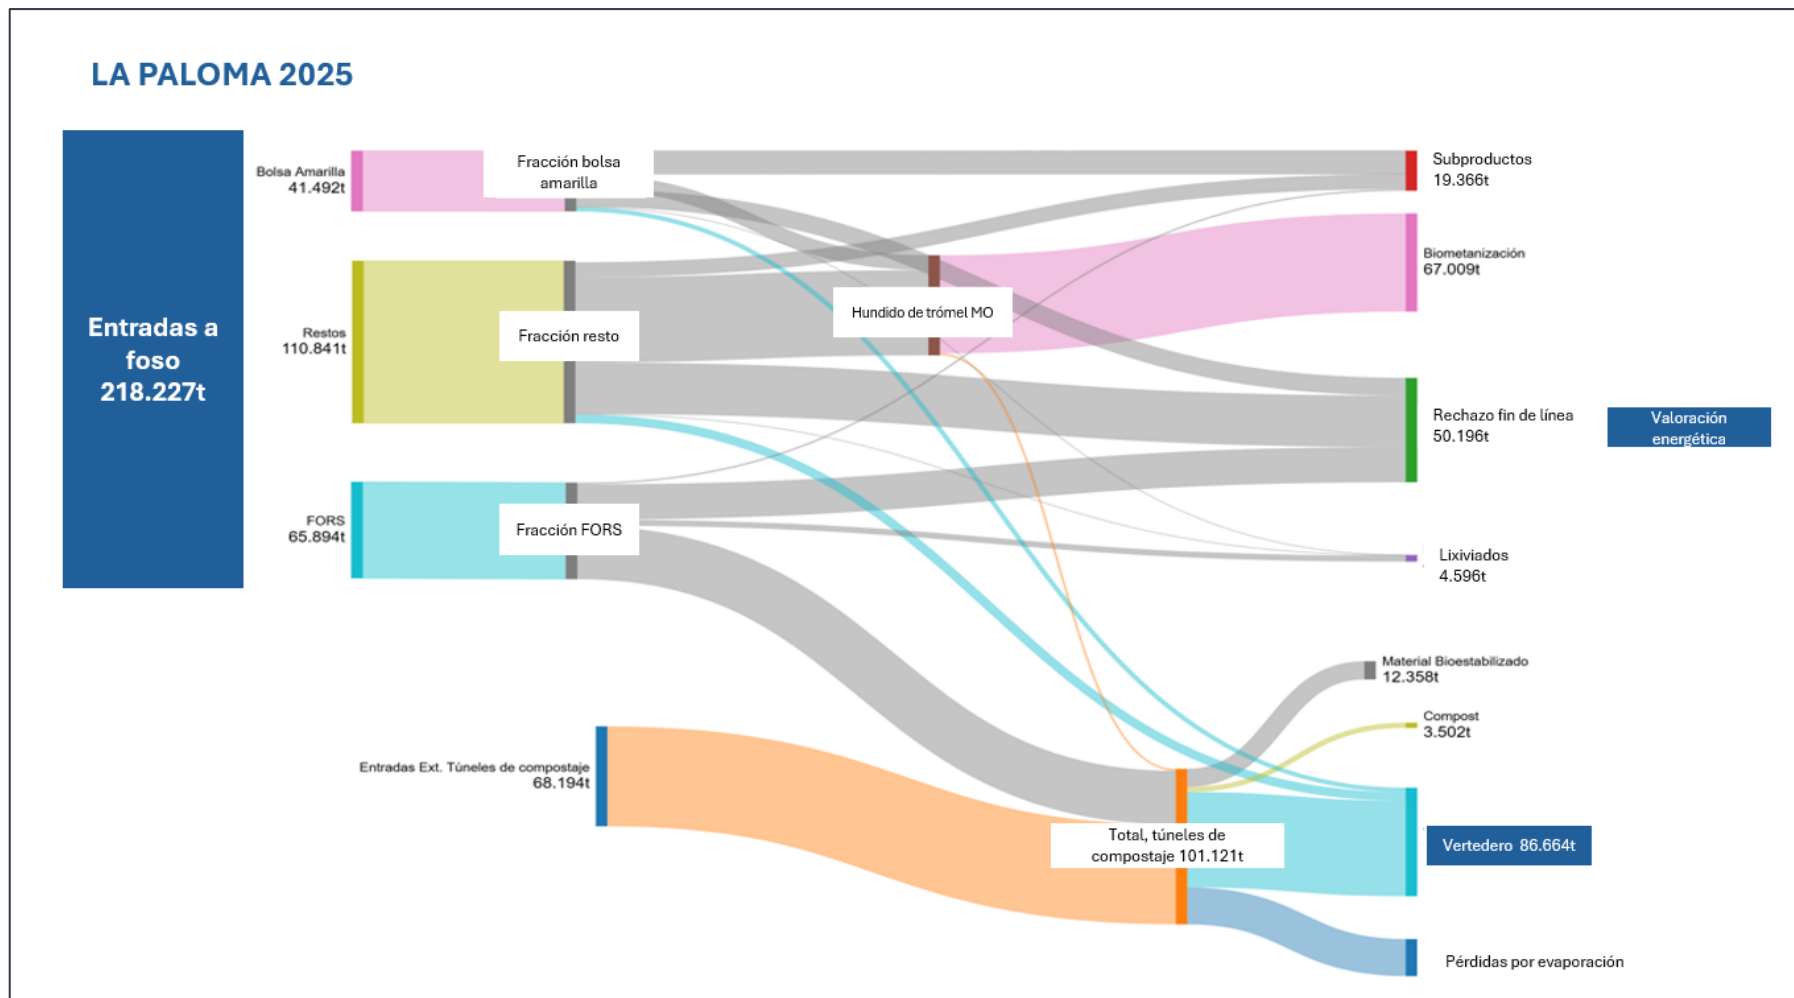 LA PALOMA 2025
Entradas a
foso
218.227t
Bolsa Amarilla
41.492t
Fracción bolsa
amarilla
Subproductos
19.366t
Biometanización
67.009t
Hundido de trómel MO
Restos
110.841t
Fracción resto
Rechazo fin de línea
50.196t
Valoración
energética
FORS
65.894t
Fracción FORS
Lixiviados
4.596t
Material Bioestabilizado
12.358t
Compost
3.502t
Entradas Ext. Túneles de compostaje
68.194t
Total, túneles de
compostaje 101.121t
Vertedero 86.664t
Pérdidas por evaporación